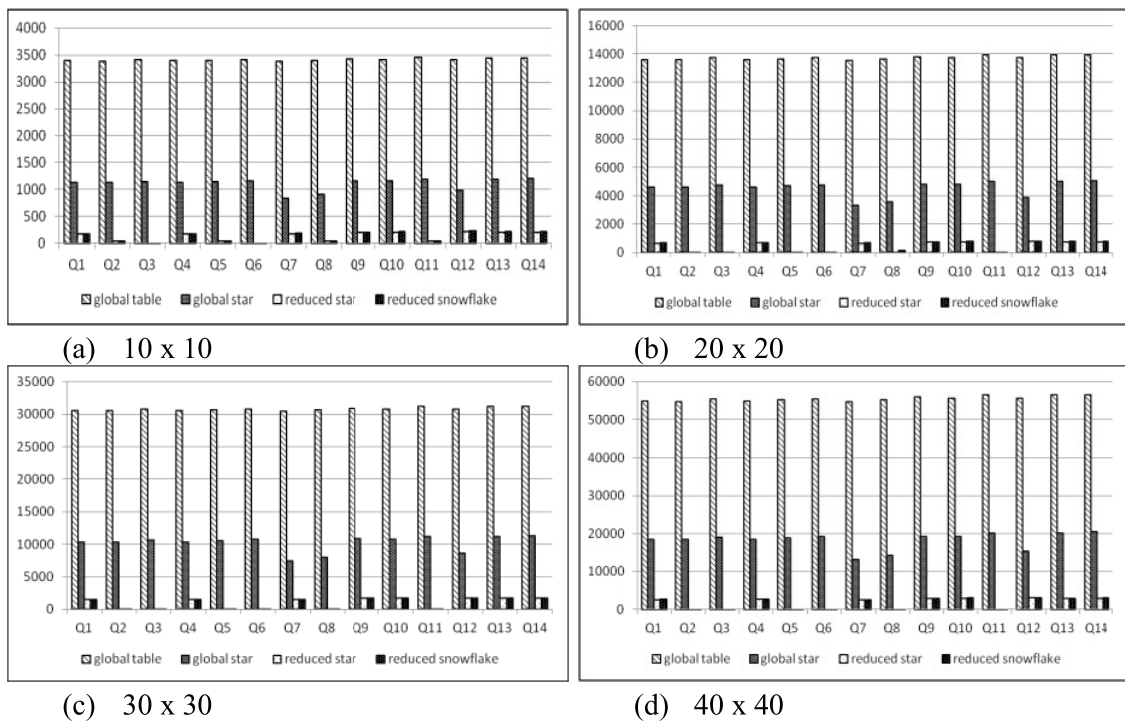 4000
3500
3000
2500
2000
1500
1000
500
0
Q1 Q2 Q3 Q4 Q5 Q6 Q7 Q8 Q9 Q10 Q11 Q12 Q13 Q14
global table global star reduced star reduced snowflake
(a) 10 x 10
16000
14000
12000
10000
8000
6000
4000
2000
0
Q1 Q2 Q3 Q4 Q5 Q6 Q7 Q8 Q9 Q10 Q11 Q12 Q13 Q14
global table global star reduced star reduced snowflake
(b) 20 x 20
35000
30000
25000
20000
15000
10000
5000
0
Q1 Q2 Q3 Q4 Q5 Q6 Q7 Q8 Q9 Q10 Q11 Q12 Q13 Q14
global table global star reduced star reduced snowflake
(c) 30 x 30
60000
50000
40000
30000
20000
10000
0
Q1 Q2 Q3 Q4 Q5 Q6 Q7 Q8 Q9 Q10 Q11 Q12 Q13 Q14
global table global star reduced star reduced snowflake
(d) 40 x 40